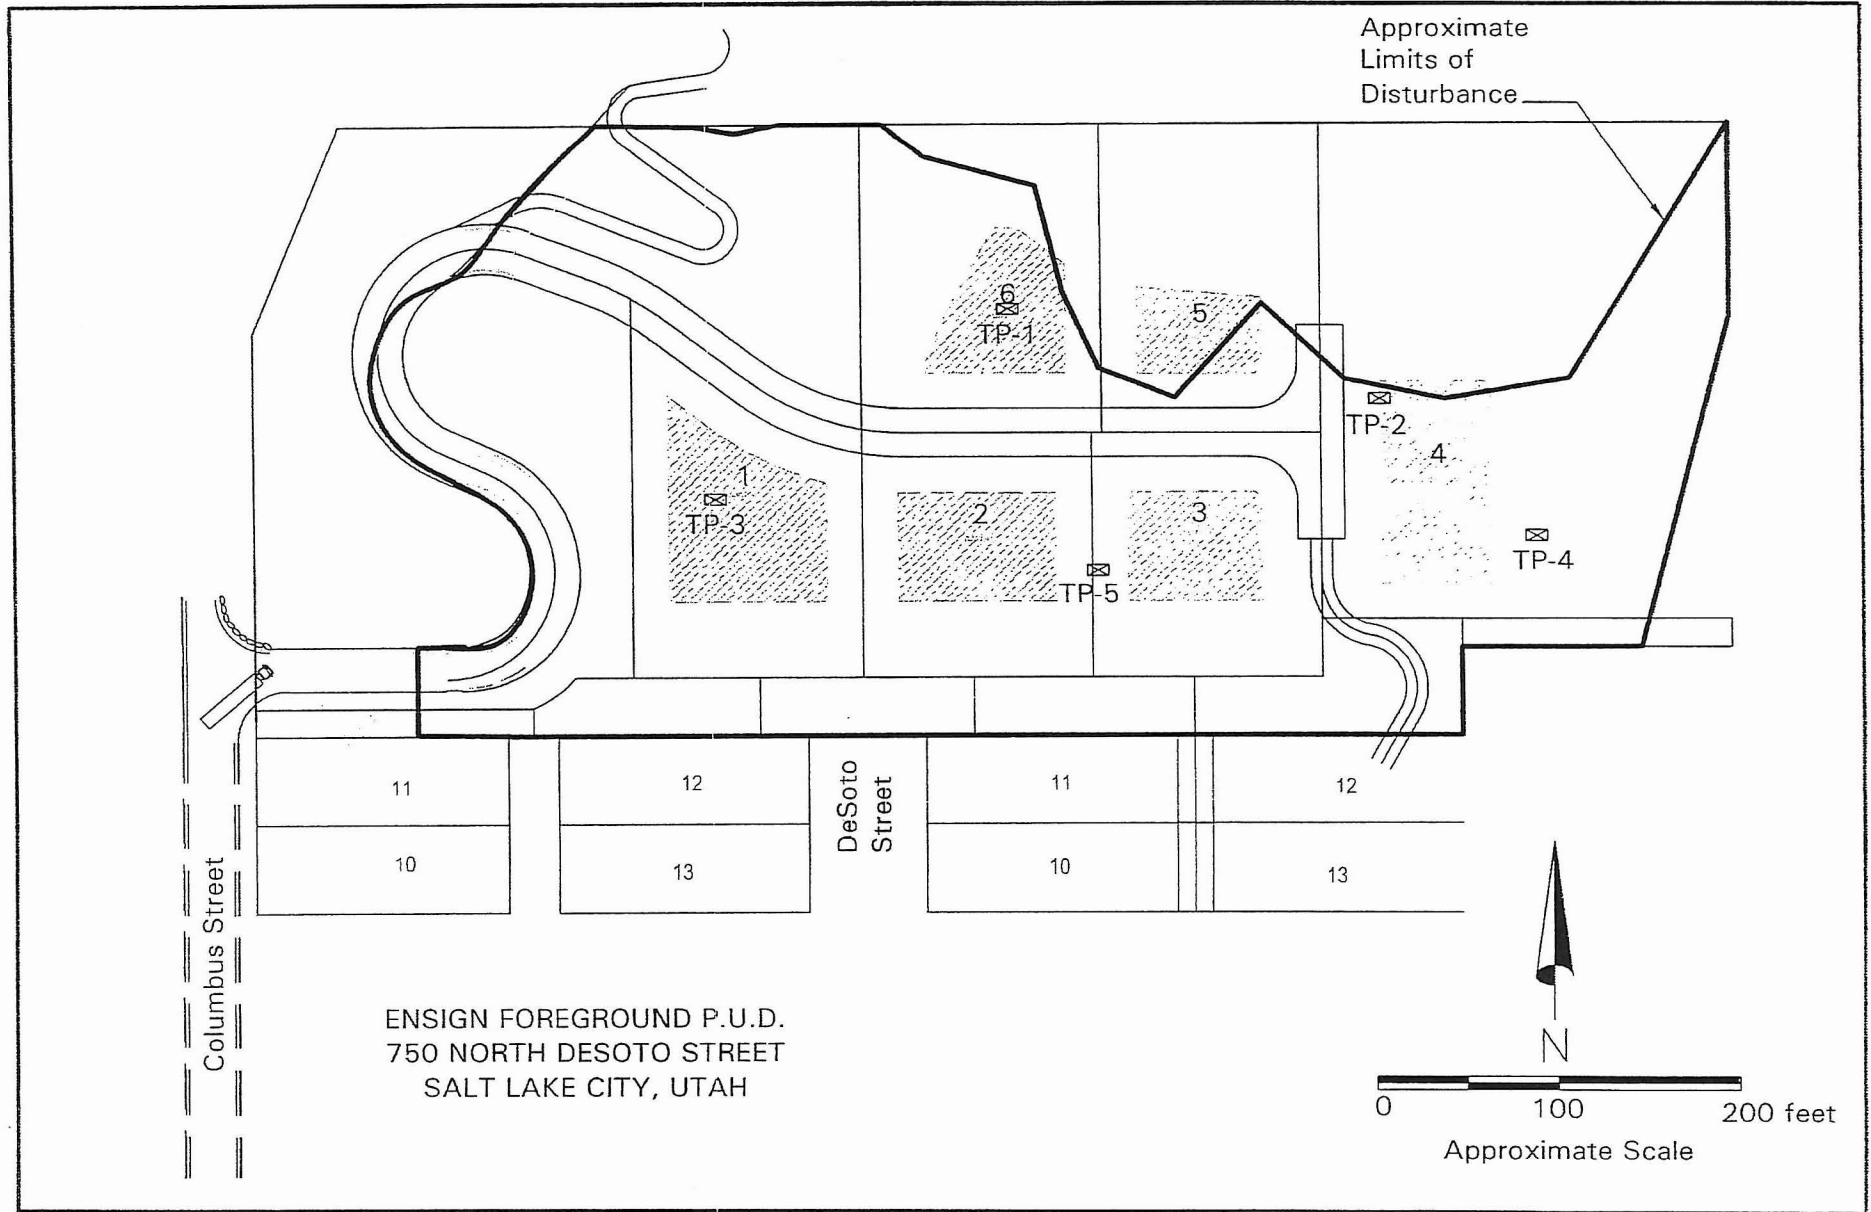 Approximate
Limits of
Disturbance
6
TP-1
5
TP-2
4
1
TP-3
2
3
TP-5
TP-4
11
12
DeSoto
Street
11
12
10
13
10
13
Columbus Street
ENSIGN FOREGROUND P.U.D.
750 NORTH DESOTO STREET
SALT LAKE CITY, UTAH
N
0
100
200 feet
Approximate Scale